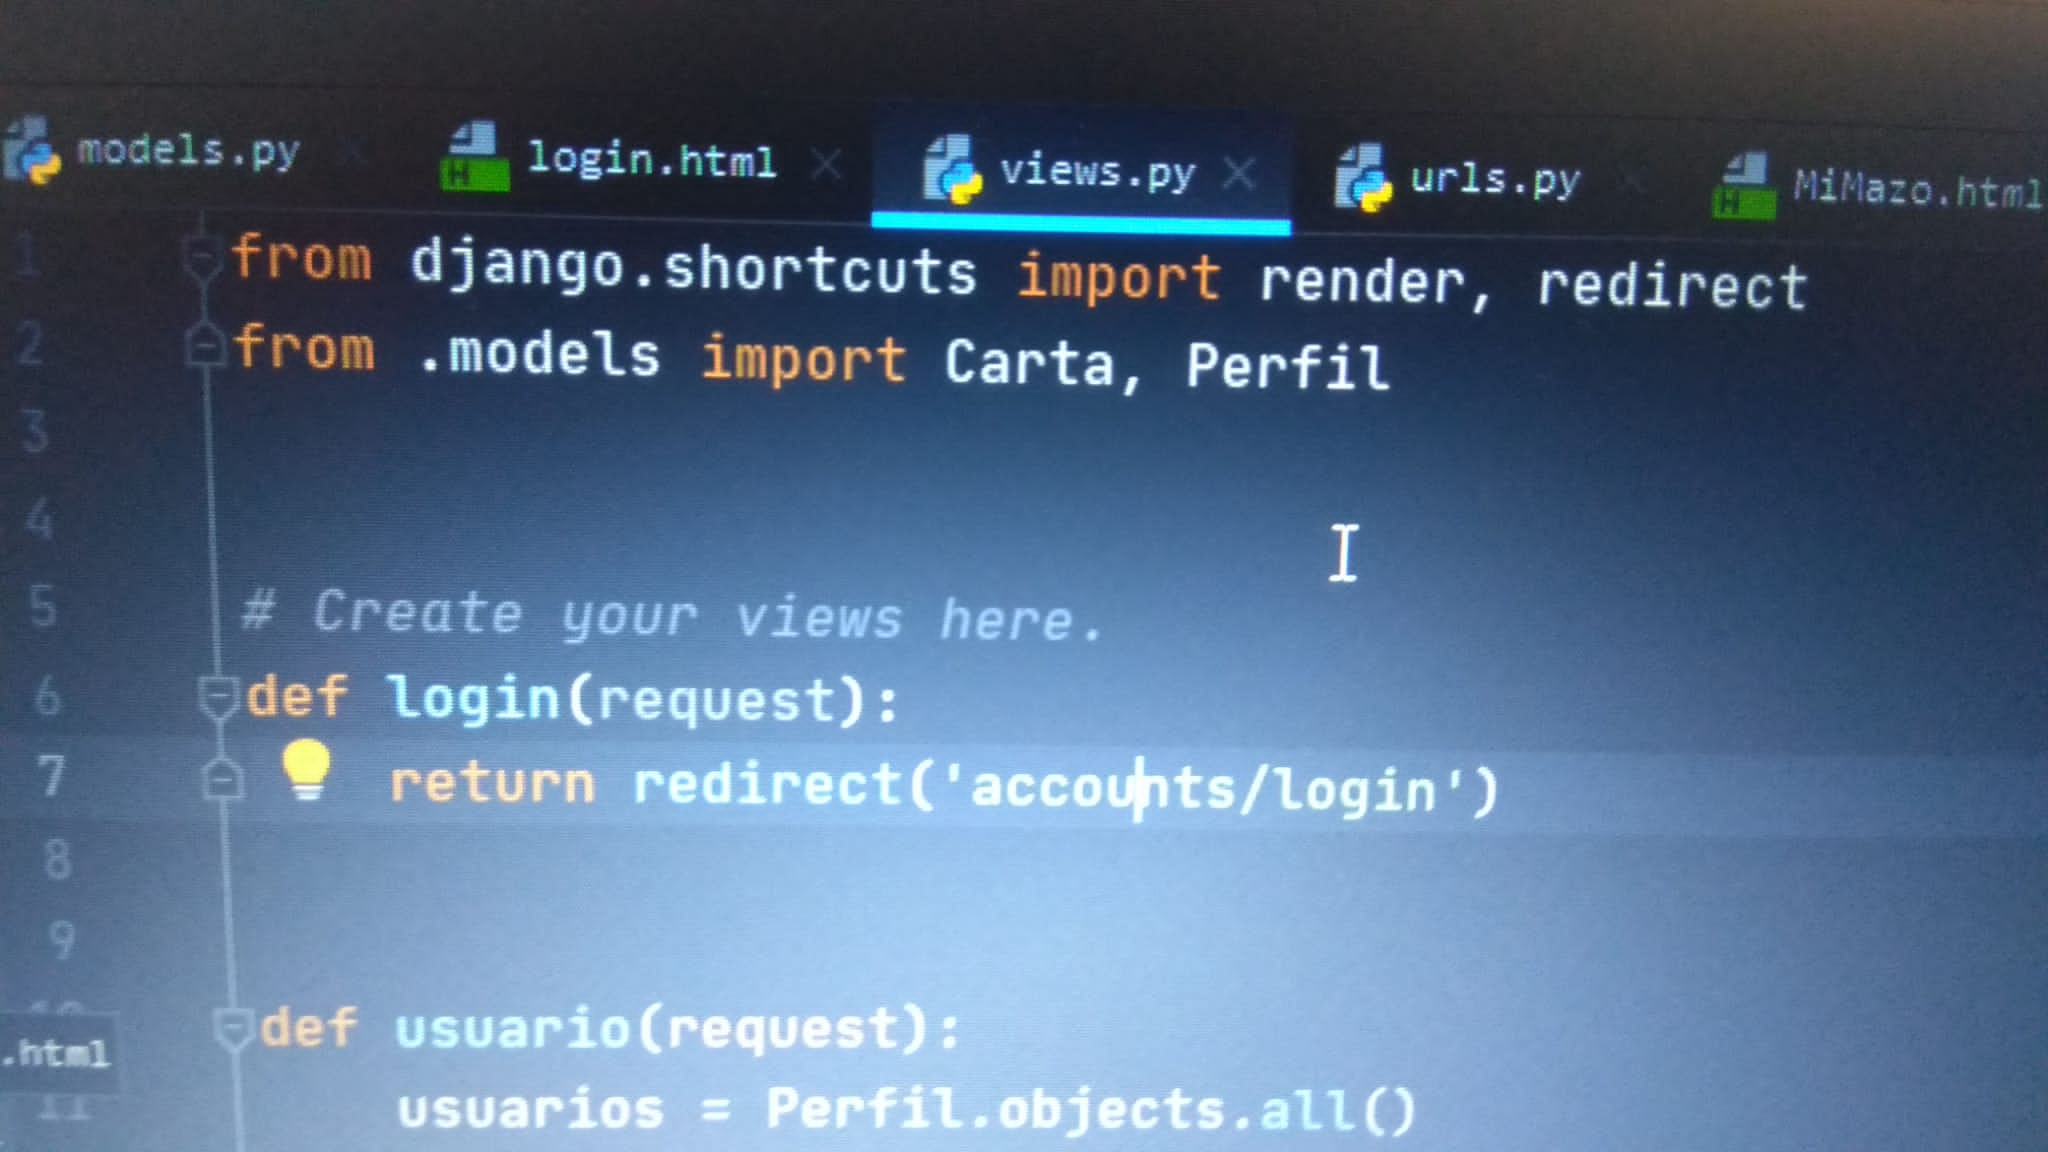 models.py login.html views.py urls.py MiMazo.html
1 from django.shortcuts import render, redirect
2 from .models import Carta, Perfil
3
4
5 # Create your views here.
6 def login(request):
7 return redirect('accounts/login')
8
9
10 def usuario(request):
.html
11 usuarios = Perfil.objects.all()